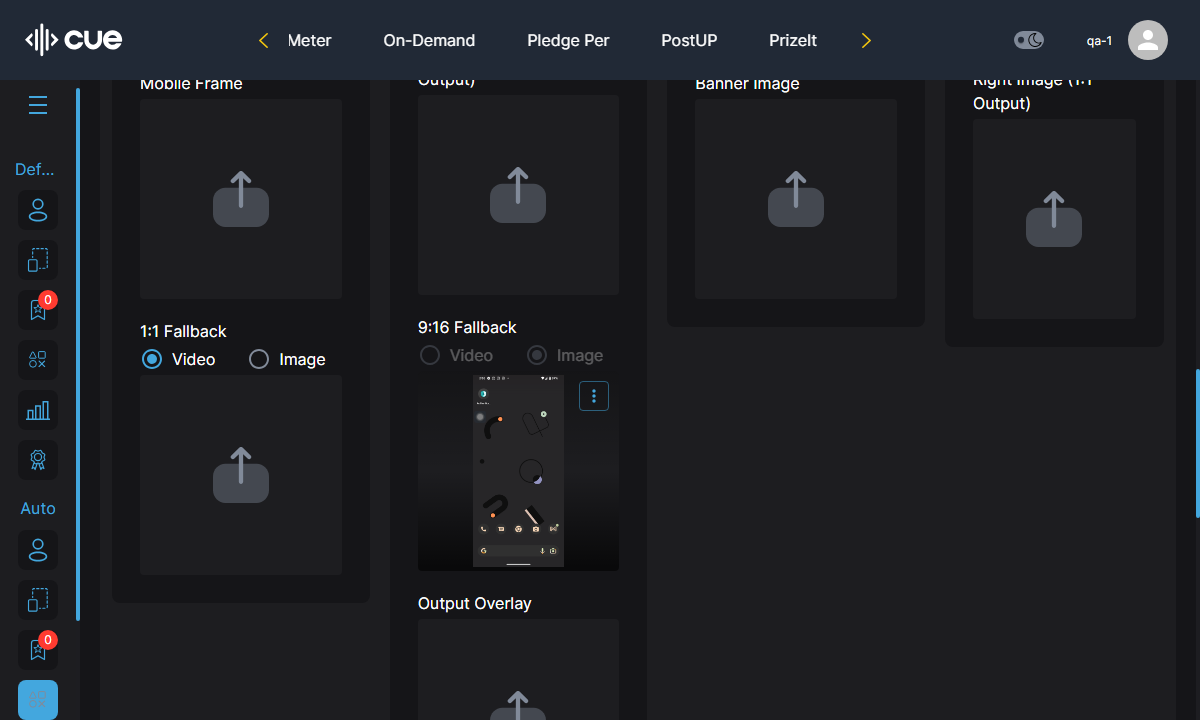 cue
Meter
On-Demand
Pledge Per
PostUP
PrizeIt
qa-1
Def...
0
Auto
0
Mobile Frame
1:1 Fallback
Video
Image
Output)
9:16 Fallback
Video
Image
Output Overlay
Banner Image
Right Image (1:1
Output)